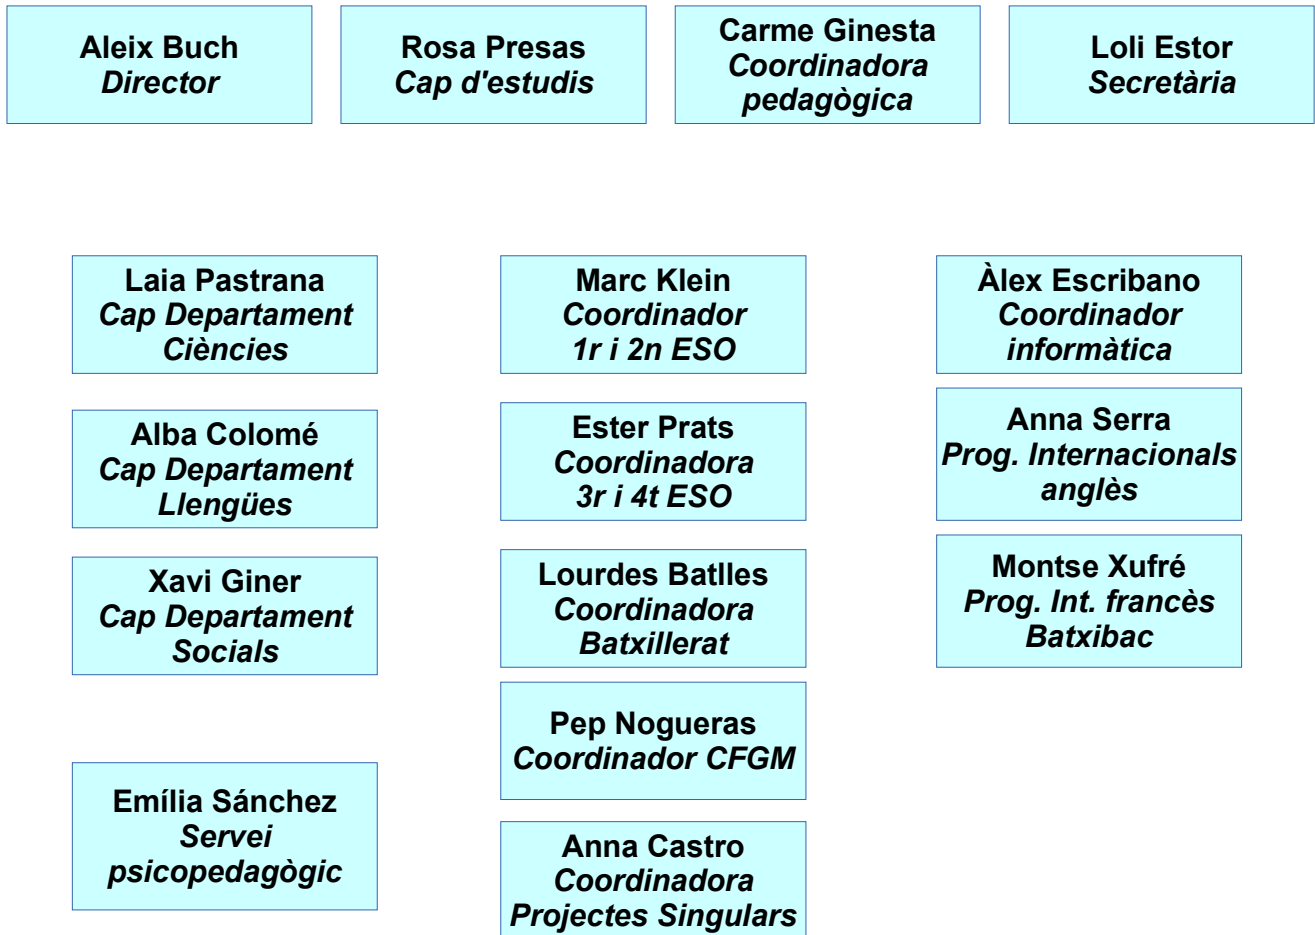 Aleix Buch
Director
Rosa Presas
Cap d'estudis
Carme Ginesta
Coordinadora
pedagògica
Loli Estor
Secretària
Laia Pastrana
Cap Departament
Ciències
Alba Colomé
Cap Departament
Llengües
Xavi Giner
Cap Departament
Socials
Emília Sánchez
Servei
psicopedagògic
Marc Klein
Coordinador
1r i 2n ESO
Ester Prats
Coordinadora
3r i 4t ESO
Lourdes Batlles
Coordinadora
Batxillerat
Pep Nogueras
Coordinador CFGM
Anna Castro
Coordinadora
Projectes Singulars
Àlex Escribano
Coordinador
informàtica
Anna Serra
Prog. Internacionals
anglès
Montse Xufré
Prog. Int. francès
Batxibac